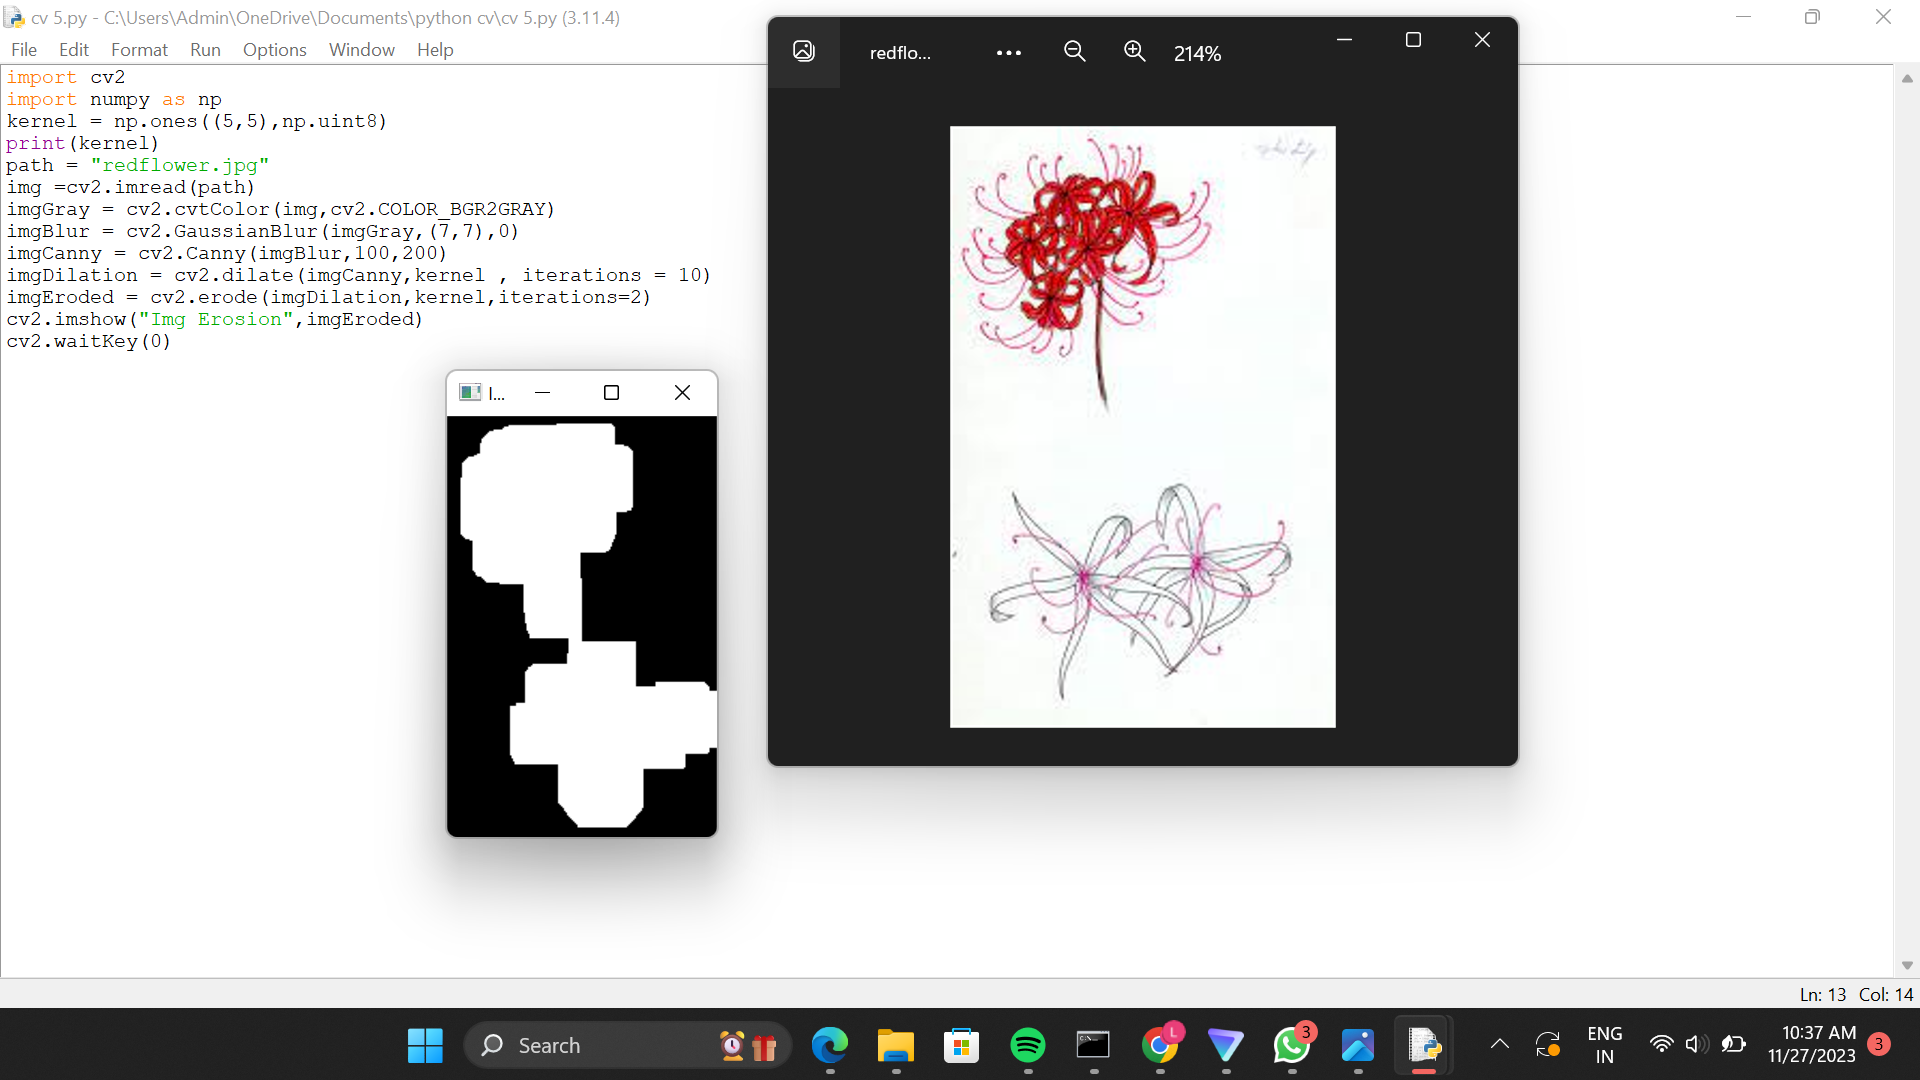 cv 5.py - C:\Users\Admin\OneDrive\Documents\python cv\cv 5.py (3.11.4)
File Edit Format Run Options Window Help
import cv2
import numpy as np
kernel = np.ones((5,5),np.uint8)
print(kernel)
path = "redflower.jpg"
img =cv2.imread(path)
imgGray = cv2.cvtColor(img,cv2.COLOR_BGR2GRAY)
imgBlur = cv2.GaussianBlur(imgGray,(7,7),0)
imgCanny = cv2.Canny(imgBlur,100,200)
imgDilation = cv2.dilate(imgCanny,kernel , iterations = 10)
imgEroded = cv2.erode(imgDilation,kernel,iterations=2)
cv2.imshow("Img Erosion",imgEroded)
cv2.waitKey(0)
redflo...
214%
I...
Ln: 13 Col: 14
Search
L
3
ENG
IN
10:37 AM
11/27/2023
3